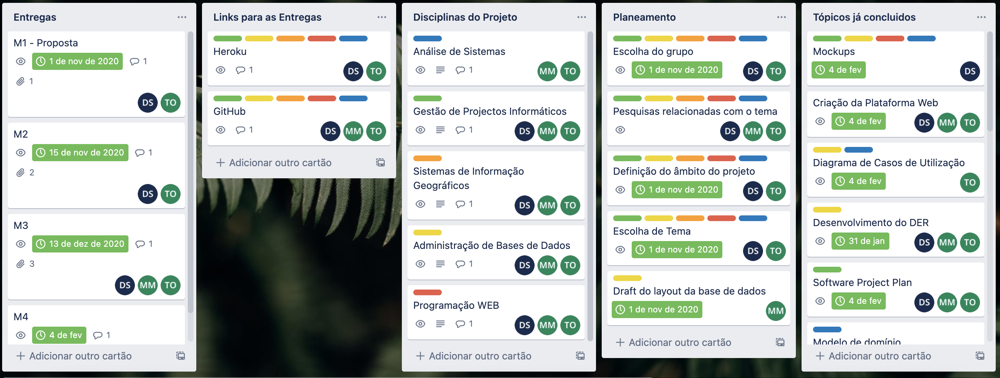 Entregas
M1 - Proposta
1 de nov de 2020
1
1
DS TO
M2
15 de nov de 2020
1
2
DS TO
M3
13 de dez de 2020
1
3
DS MM TO
M4
4 de fev
1
Adicionar outro cartão
Links para as Entregas
Heroku
1
DS TO
GitHub
1
DS MM TO
Adicionar outro cartão
Disciplinas do Projeto
Análise de Sistemas
1
MM TO
Gestão de Projectos Informáticos
1
DS MM TO
Sistemas de Informação
Geográficos
1
DS MM TO
Administração de Bases de Dados
1
DS MM TO
Programação WEB
1
DS MM TO
Adicionar outro cartão
Planeamento
Escolha do grupo
1 de nov de 2020
DS TO
Pesquisas relacionadas com o tema
DS MM TO
Definição do âmbito do projeto
1 de nov de 2020
DS TO
Escolha de Tema
1 de nov de 2020
DS TO
Draft do layout da base de dados
1 de nov de 2020
MM
Adicionar outro cartão
Tópicos já concluidos
Mockups
4 de fev
DS
Criação da Plataforma Web
4 de fev
DS MM TO
Diagrama de Casos de Utilização
4 de fev
TO
Desenvolvimento do DER
31 de jan
DS MM TO
Software Project Plan
4 de fev
DS MM TO
Modelo de domínio
Adicionar outro cartão